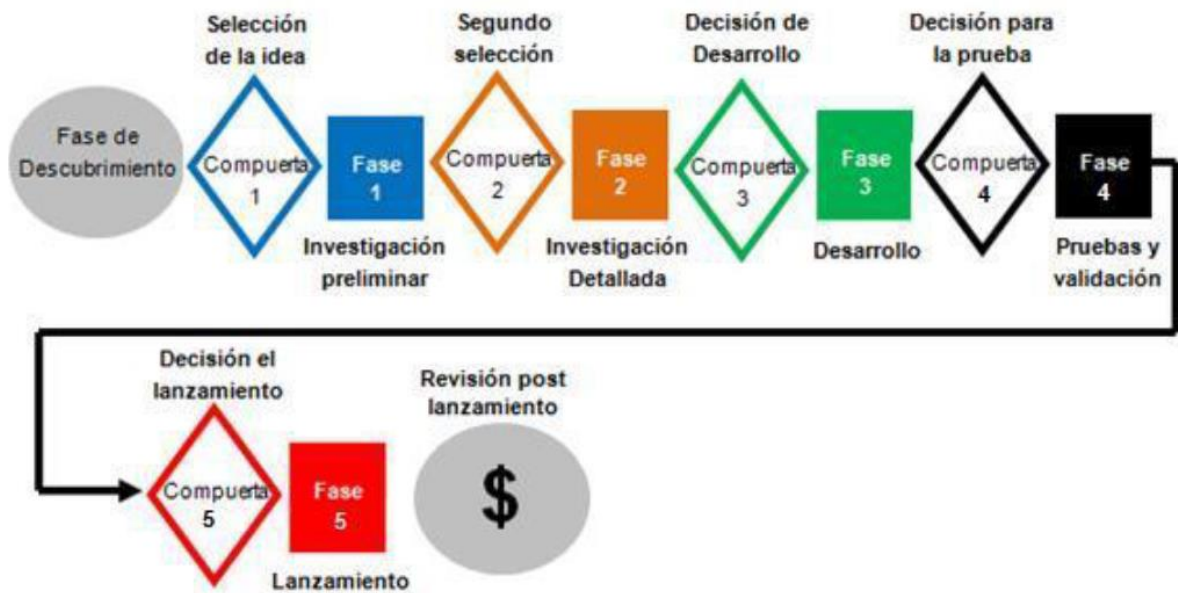 Selección
de la idea
Segundo
selección
Decisión de
Desarrollo
Decisión para
la prueba
Fase de
Descubrimiento
Compuerta
1
Fase
1
Compuerta
2
Fase
2
Compuerta
3
Fase
3
Compuerta
4
Fase
4
Investigación
preliminar
Investigación
Detallada
Desarrollo
Pruebas y
validación
Decisión el
lanzamiento
Revisión post
lanzamiento
Compuerta
5
Fase
5
$
Lanzamiento